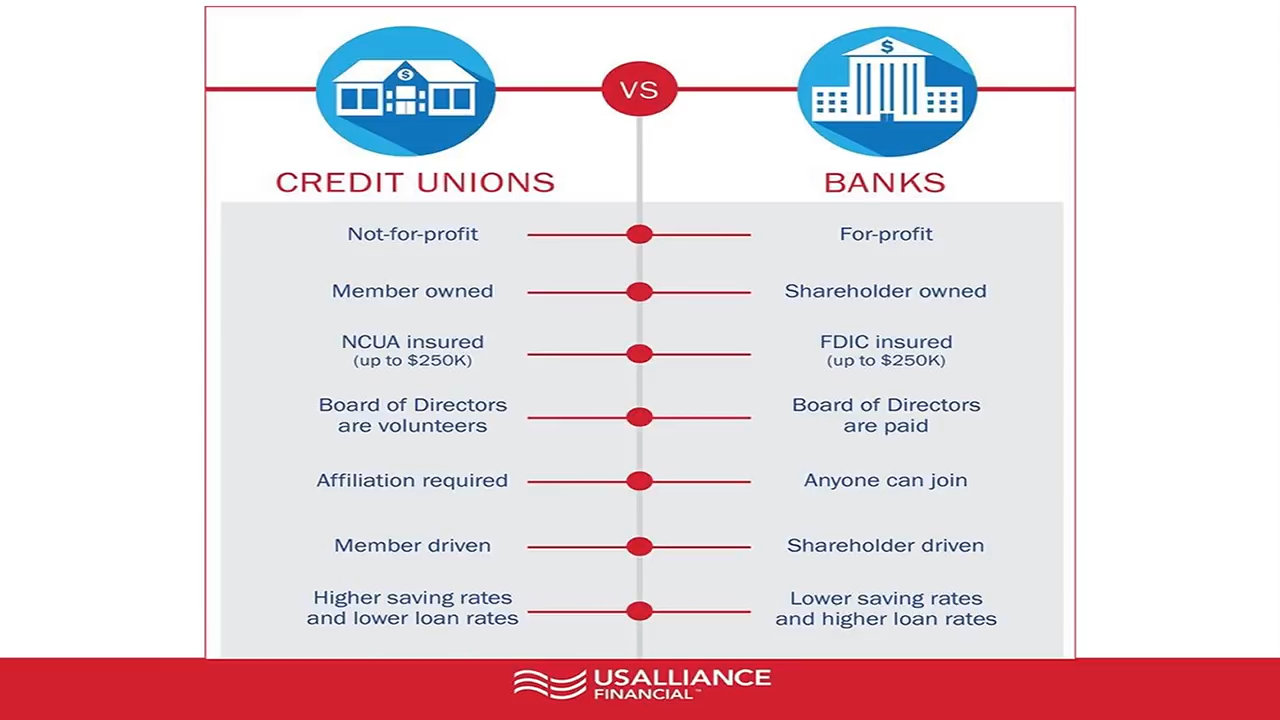 $
VS
$
CREDIT UNIONS
BANKS
Not-for-profit
For-profit
Member owned
Shareholder owned
NCUA insured
(up to $250K)
FDIC insured
(up to $250K)
Board of Directors
are volunteers
Board of Directors
are paid
Affiliation required
Anyone can join
Member driven
Shareholder driven
Higher saving rates
and lower loan rates
Lower saving rates
and higher loan rates
USALLIANCE
FINANCIAL™